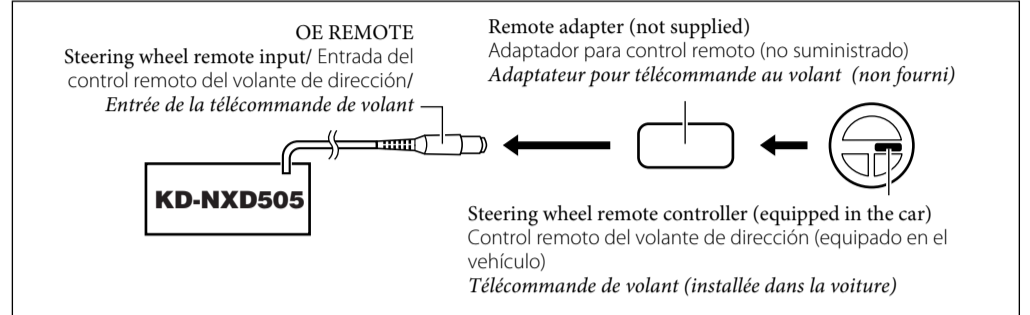 OE REMOTE
Steering wheel remote input/ Entrada del
control remoto del volante de dirección/
Entrée de la télécommande de volant
Remote adapter (not supplied)
Adaptador para control remoto (no suministrado)
Adaptateur pour télécommande au volant (non fourni)
KD-NXD505
Steering wheel remote controller (equipped in the car)
Control remoto del volante de dirección (equipado en el
vehículo)
Télécommande de volant (installée dans la voiture)